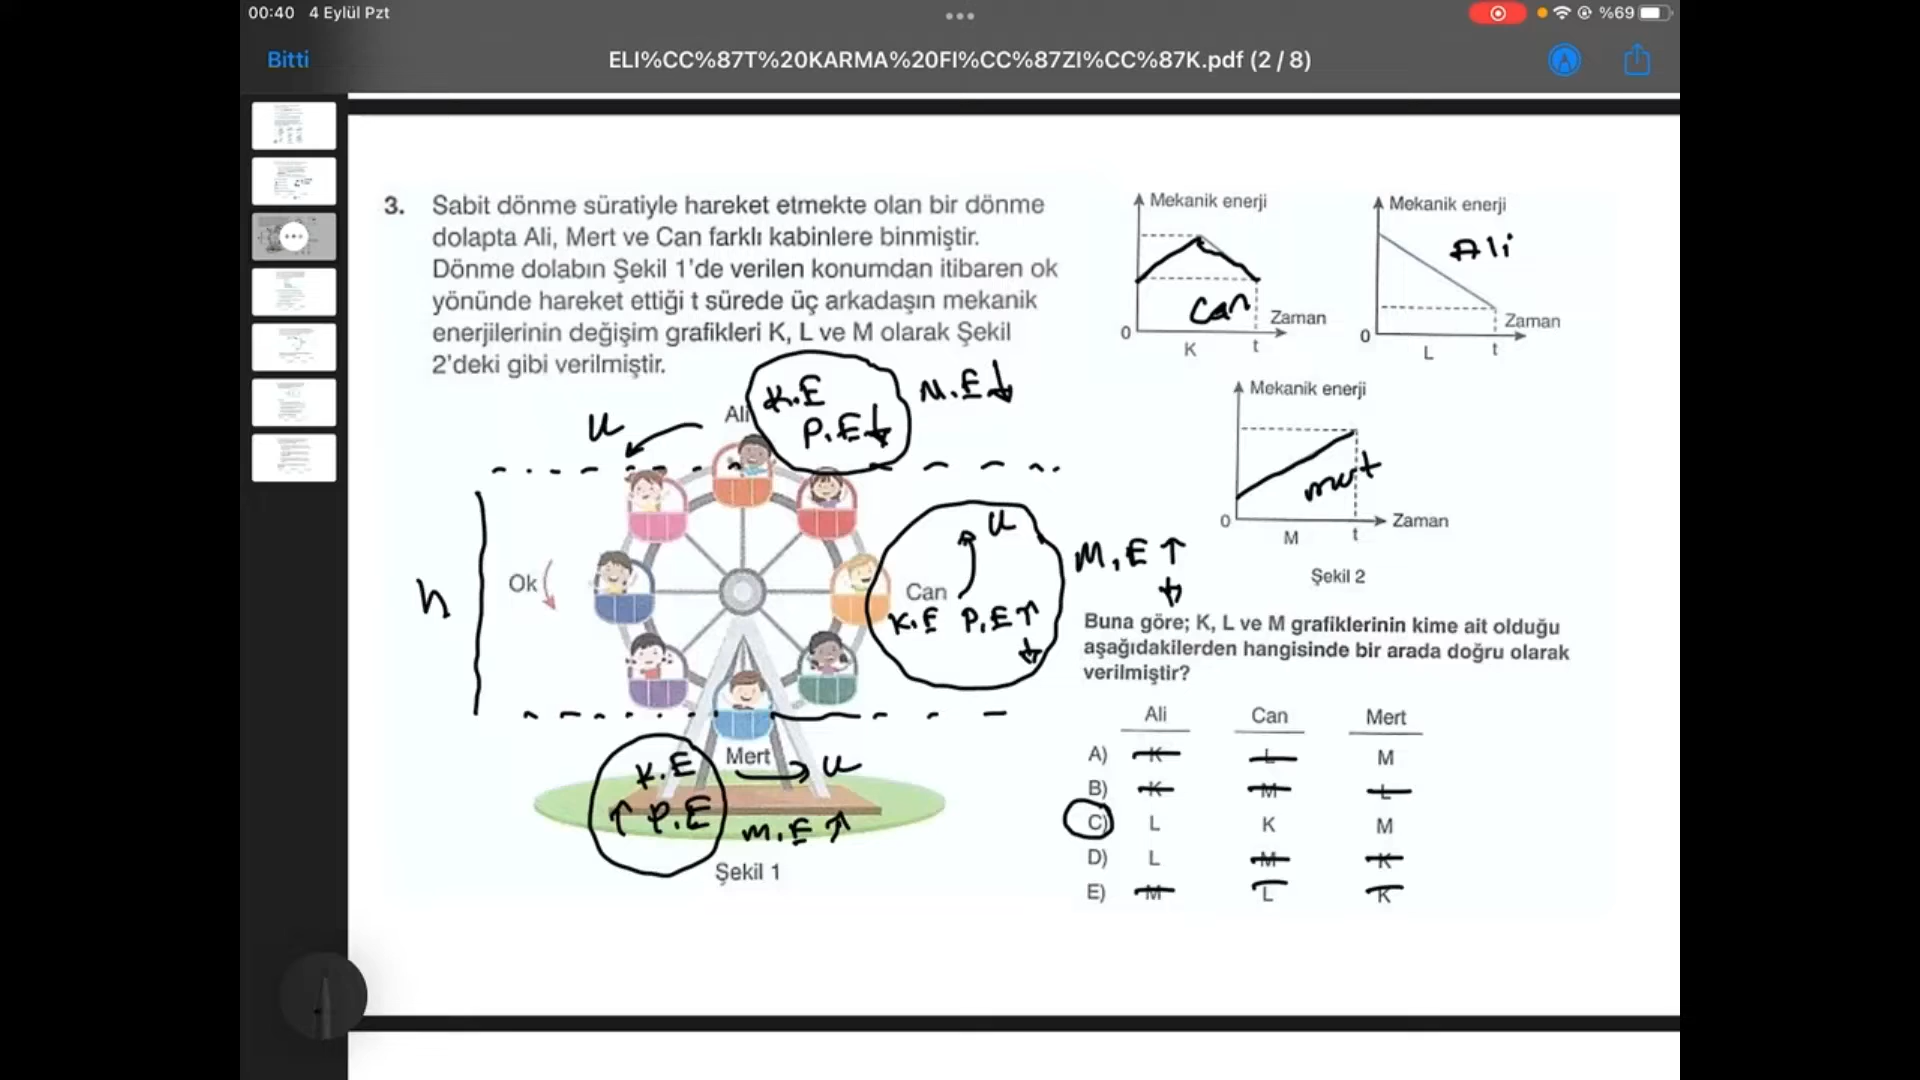 00:40 4 Eylül Pzt
%69
Bitti
ELI%CC%87T%20KARMA%20FI%CC%87ZI%CC%87K.pdf (2 / 8)
3. Sabit dönme süratiyle hareket etmekte olan bir dönme
dolapta Ali, Mert ve Can farklı kabinlere binmiştir.
Dönme dolabın Şekil 1'de verilen konumdan itibaren ok
yönünde hareket ettiği t sürede üç arkadaşın mekanik
enerjilerinin değişim grafikleri K, L ve M olarak Şekil
2'deki gibi verilmiştir.
Ali
K.E
P.E↓
M.E↓
u
h
Ok
Can
u
K.E P.E↑
↓
M.E↑
↓
Mert
u
K.E
↑ P.E
M.E↑
Şekil 1
Mekanik enerji
Can
Zaman
0
K
t
Mekanik enerji
Ali
Zaman
0
L
t
Mekanik enerji
mert
Zaman
0
M
t
Şekil 2
Buna göre; K, L ve M grafiklerinin kime ait olduğu
aşağıdakilerden hangisinde bir arada doğru olarak
verilmiştir?
Ali Can Mert
A) K L M
B) K M L
C) L K M
D) L M K
E) M L K